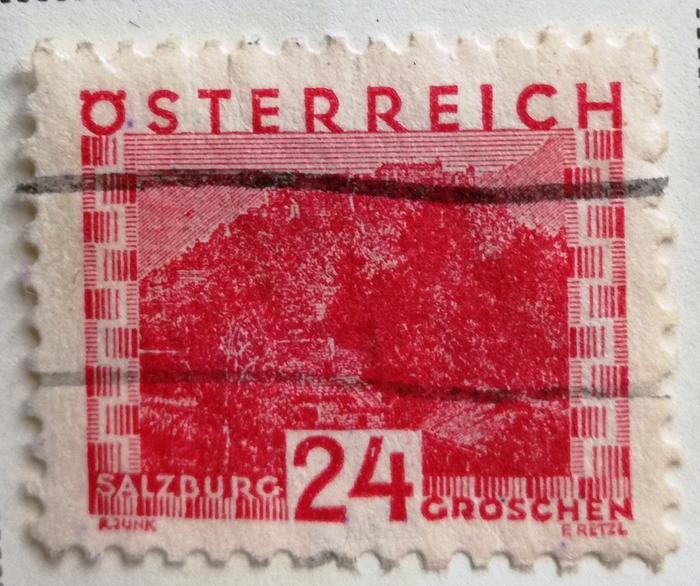 ÖSTERREICH
SALZBURG 24 GROSCHEN
R.JUNK F.RETZL